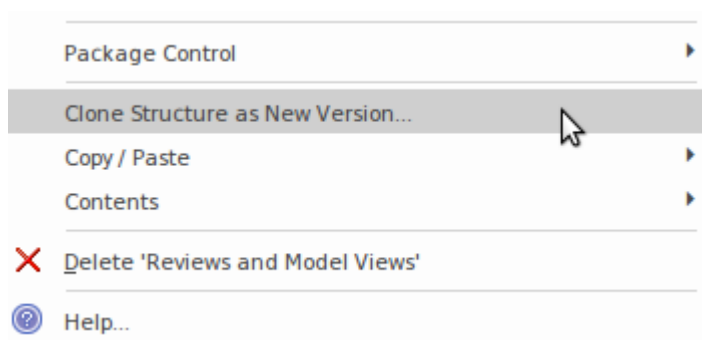 Package Control
Clone Structure as New Version...
Copy / Paste
Contents
Delete 'Reviews and Model Views'
Help...